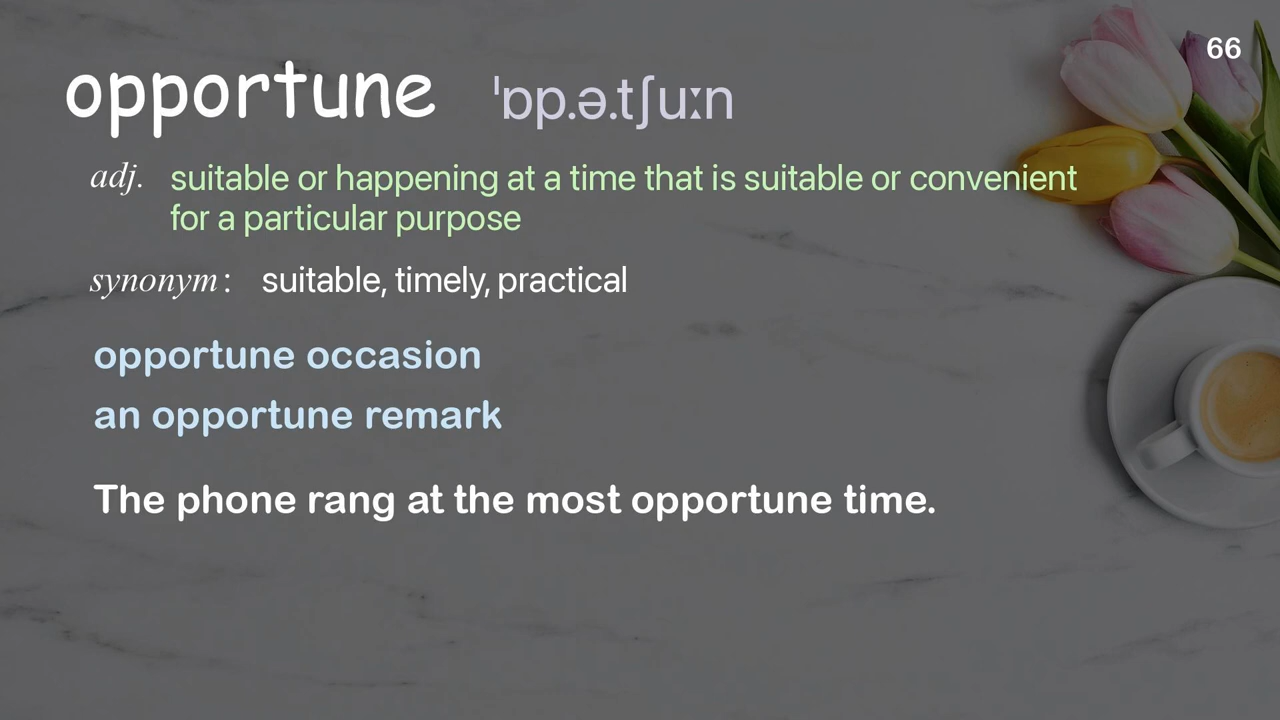 66
opportune ˈɒp.ə.tʃuːn
adj. suitable or happening at a time that is suitable or convenient
for a particular purpose
synonym: suitable, timely, practical
opportune occasion
an opportune remark
The phone rang at the most opportune time.